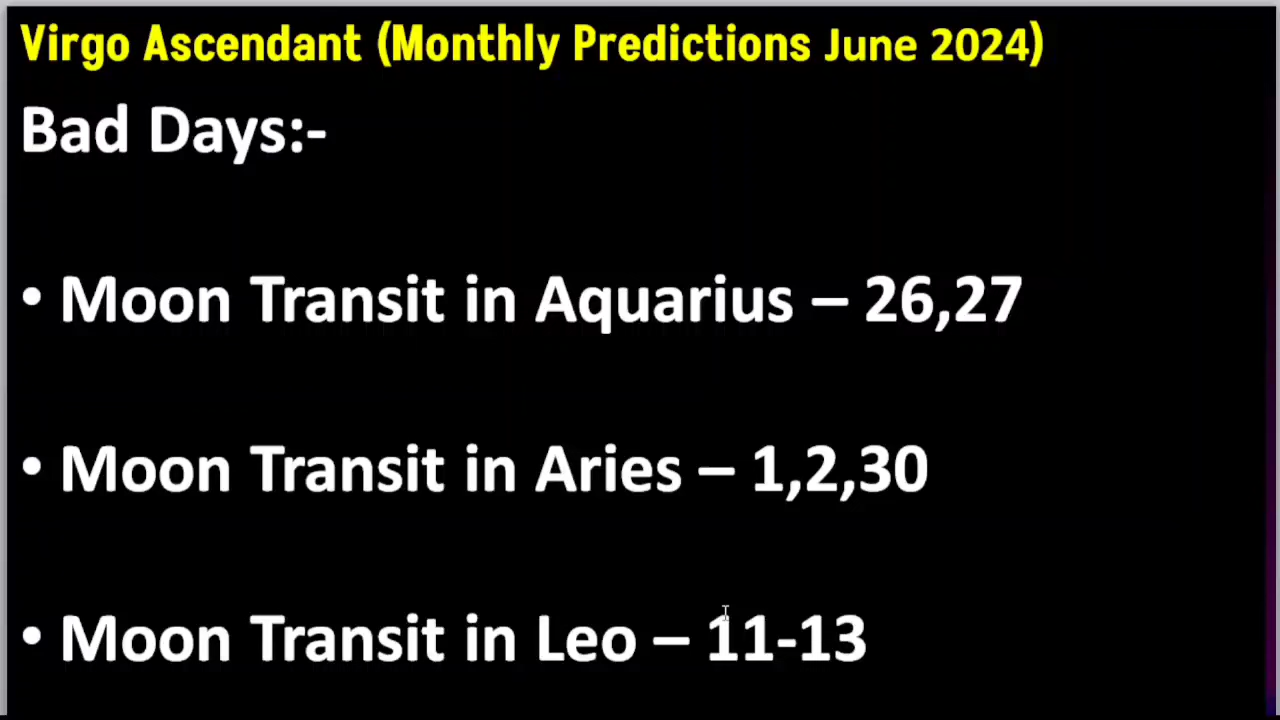 Virgo Ascendant (Monthly Predictions June 2024)
Bad Days:-
• Moon Transit in Aquarius – 26,27
• Moon Transit in Aries – 1,2,30
• Moon Transit in Leo – 11-13